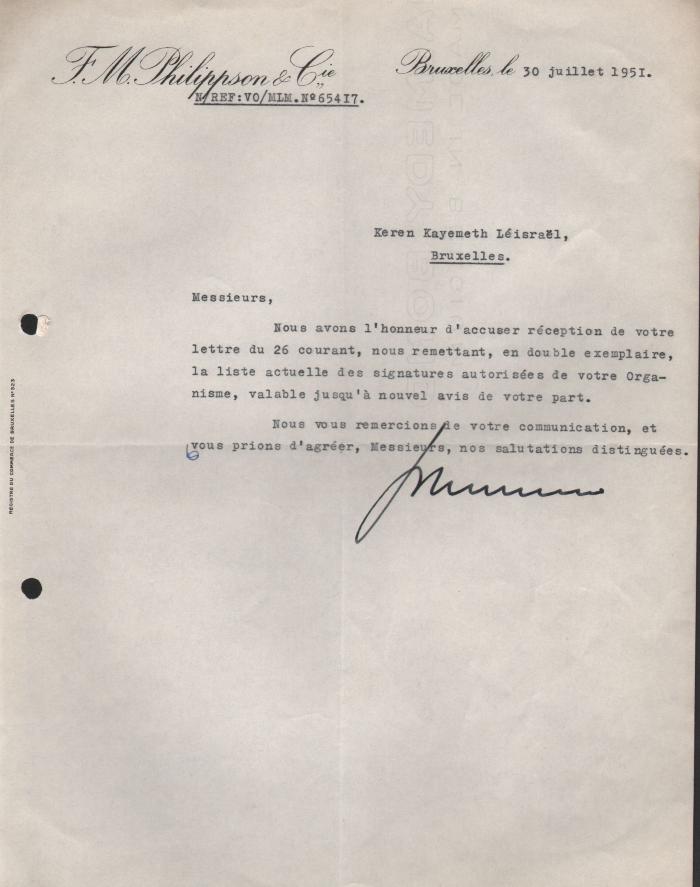 F. M. Philippson & Cie
Bruxelles, le 30 juillet 1951.
N/REF:VO/MLM.Nº65417.
Keren Kayemeth Léisraël,
Bruxelles.
Messieurs,
Nous avons l'honneur d'accuser réception de votre
lettre du 26 courant, nous remettant, en double exemplaire,
la liste actuelle des signatures autorisées de votre Orga-
nisme, valable jusqu'à nouvel avis de votre part.
Nous vous remercions de votre communication, et
vous prions d'agréer, Messieurs, nos salutations distinguées.
REGISTRE DU COMMERCE DE BRUXELLES Nº 323